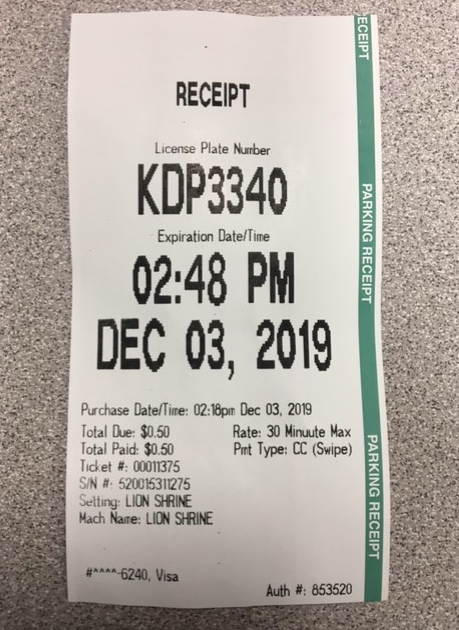 RECEIPT
License Plate Number
KDP3340
Expiration Date/Time
02:48 PM
DEC 03, 2019
Purchase Date/Time: 02:18pm Dec 03, 2019
Total Due: $0.50 Rate: 30 Minuute Max
Total Paid: $0.50 Pmt Type: CC (Swipe)
Ticket #: 00011375
S/N #: 520015311275
Setting: LION SHRINE
Mach Name: LION SHRINE
#^^^^-6240, Visa
Auth #: 853520
ECEIPT
PARKING RECEIPT
PARKING RECEIPT